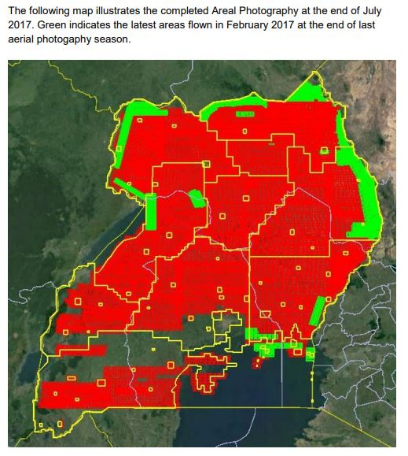 The following map illustrates the completed Areal Photography at the end of July
2017. Green indicates the latest areas flown in February 2017 at the end of last
aerial photogaphy season.